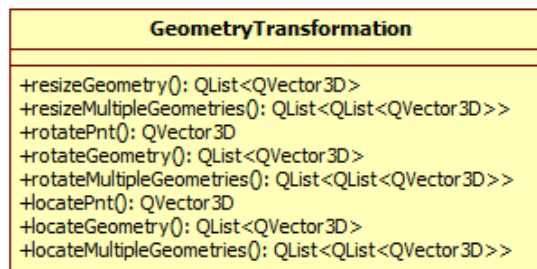 GeometryTransformation
+resizeGeometry(): QList<QVector3D>
+resizeMultipleGeometries(): QList<QList<QVector3D>>
+rotatePnt(): QVector3D
+rotateGeometry(): QList<QVector3D>
+rotateMultipleGeometries(): QList<QList<QVector3D>>
+locatePnt(): QVector3D
+locateGeometry(): QList<QVector3D>
+locateMultipleGeometries(): QList<QList<QVector3D>>